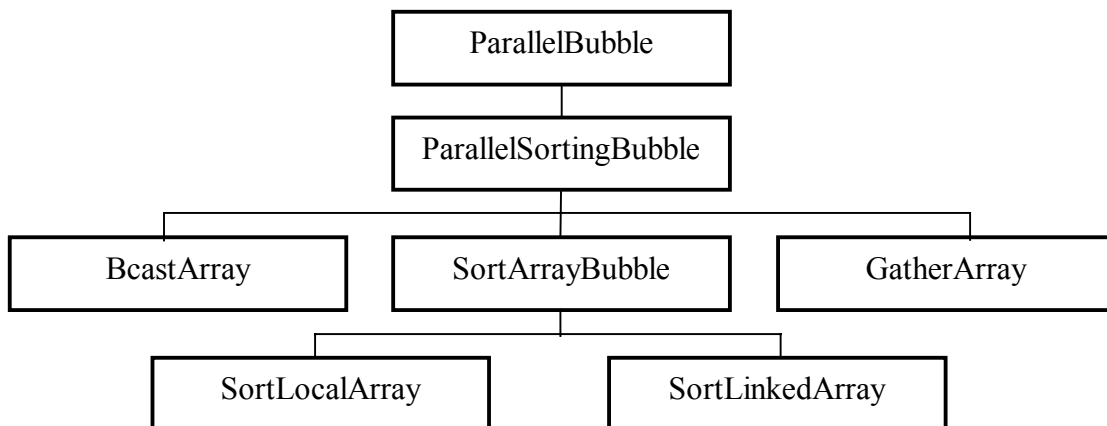 ParallelBubble
ParallelSortingBubble
BcastArray
SortArrayBubble
GatherArray
SortLocalArray
SortLinkedArray